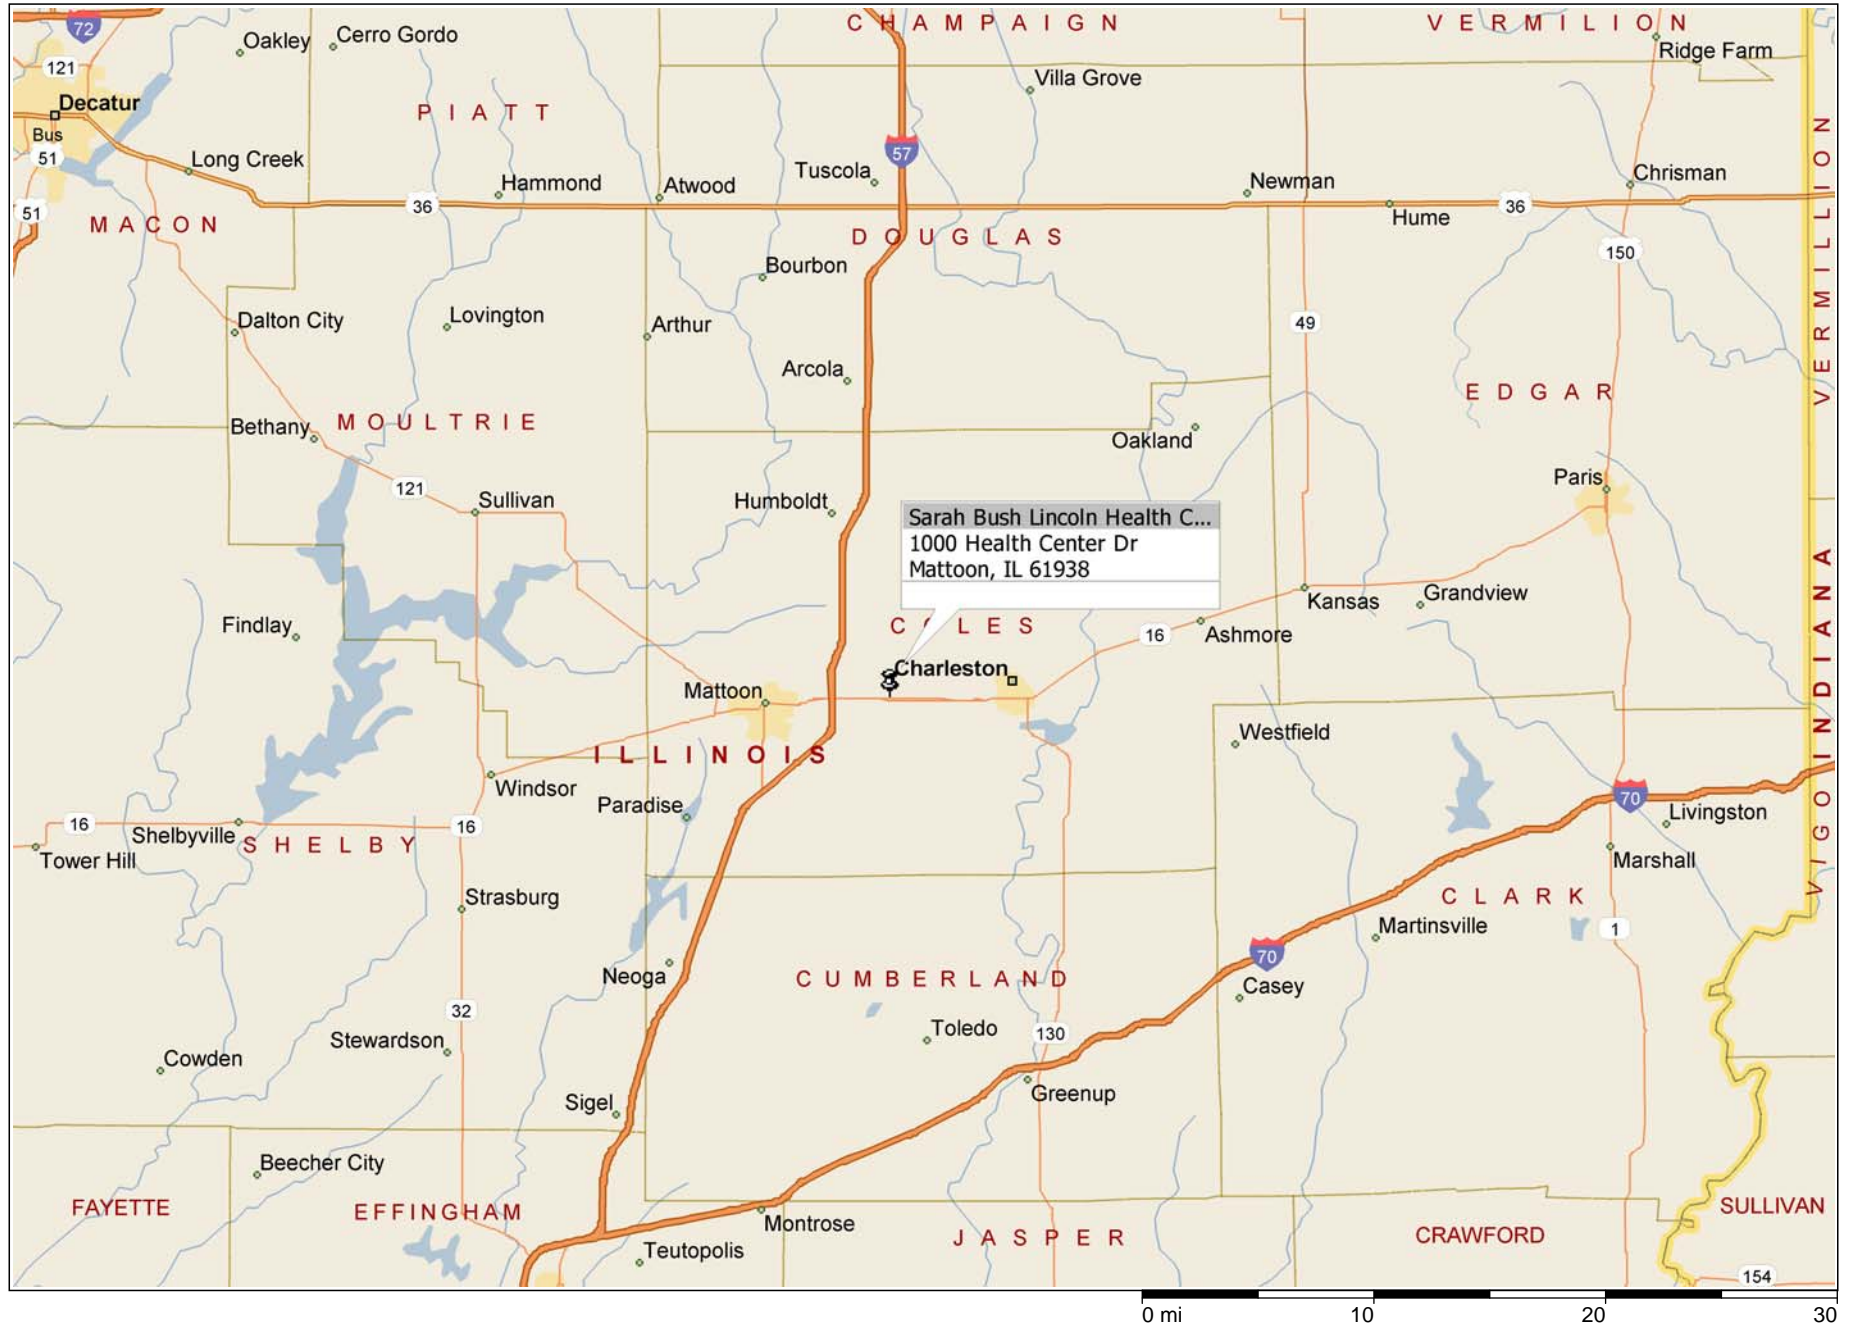 72
Oakley
Cerro Gordo
CHAMPAIGN
VERMILION
Ridge Farm
121
Villa Grove
Decatur
PIATT
Bus
51
Long Creek
57
VERMILLION
Tuscola
Hammond
Atwood
Newman
Chrisman
51
36
36
Hume
MACON
DOUGLAS
150
Bourbon
Dalton City
Lovington
Arthur
49
Arcola
EDGAR
Bethany
MOULTRIE
Oakland
Paris
121
Sullivan
Humboldt
Sarah Bush Lincoln Health C...
1000 Health Center Dr
Mattoon, IL 61938
INDIANA
Kansas
Grandview
Findlay
COLES
16
Ashmore
Charleston
Mattoon
Westfield
ILLINOIS
Windsor
Paradise
70
Livingston
16
Shelbyville
16
SHELBY
VIGO
Tower Hill
Marshall
Strasburg
CLARK
Martinsville
1
70
Neoga
CUMBERLAND
Casey
32
Toledo
130
Stewardson
Cowden
Greenup
Sigel
Beecher City
FAYETTE
EFFINGHAM
SULLIVAN
Montrose
JASPER
CRAWFORD
Teutopolis
154
0 mi
10
20
30